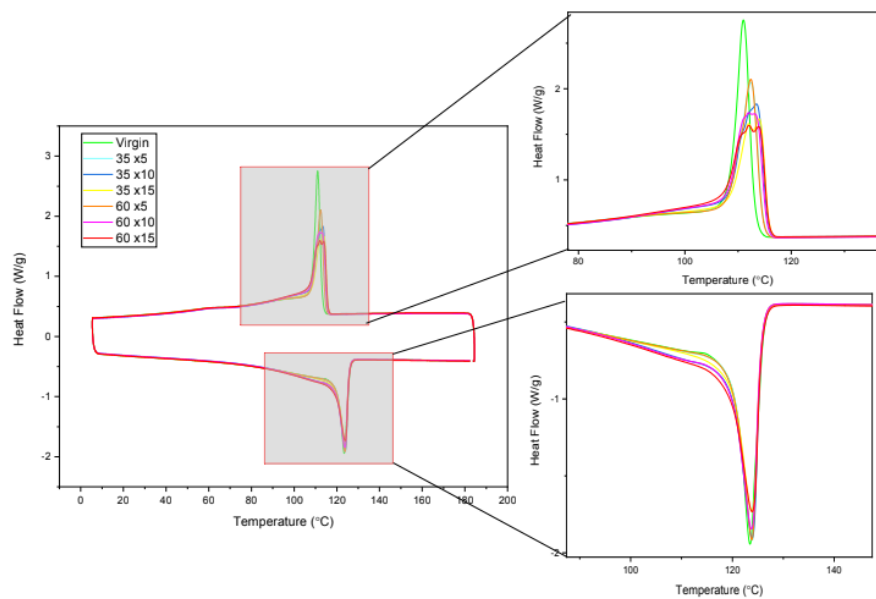 Virgin
35 x5
35 x10
35 x15
60 x5
60 x10
60 x15
3
2
1
0
-1
-2
Heat Flow (W/g)
0 20 40 60 80 100 120 140 160 180 200
Temperature (°C)
2
1
Heat Flow (W/g)
80 100 120
Temperature (°C)
-1
-2
Heat Flow (W/g)
100 120 140
Temperature (°C)